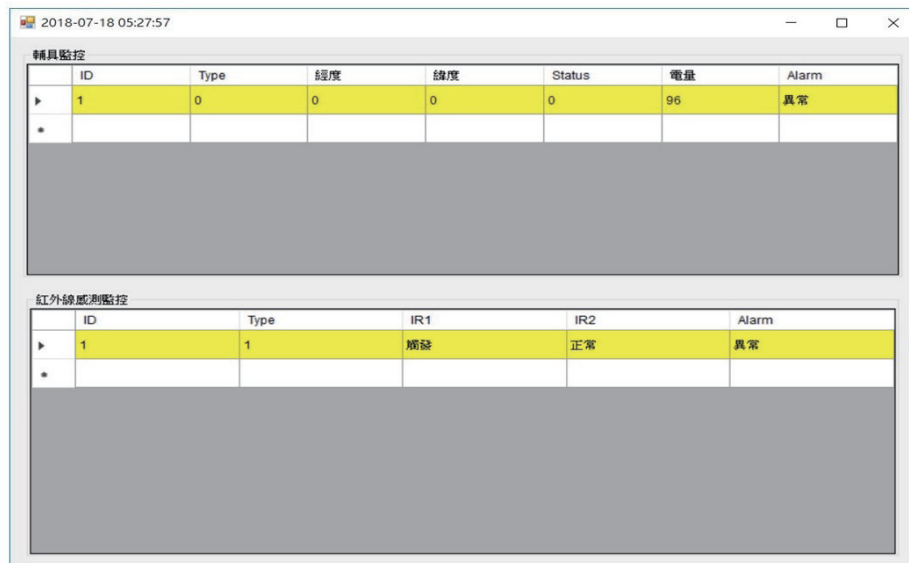 2018-07-18 05:27:57
輔具監控
ID Type 經度 緯度 Status 電量 Alarm
1 0 0 0 0 96 異常
紅外線感測監控
ID Type IR1 IR2 Alarm
1 1 觸發 正常 異常